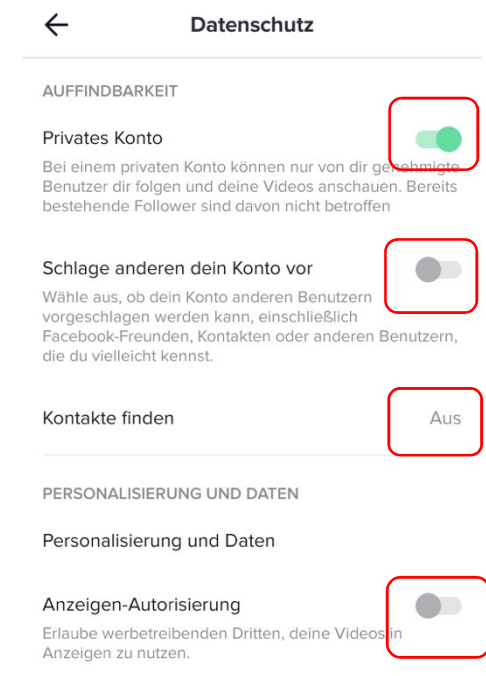 Datenschutz
AUFFINDBARKEIT
Privates Konto
Bei einem privaten Konto können nur von dir genehmigte
Benutzer dir folgen und deine Videos anschauen. Bereits
bestehende Follower sind davon nicht betroffen
Schlage anderen dein Konto vor
Wähle aus, ob dein Konto anderen Benutzern
vorgeschlagen werden kann, einschließlich
Facebook-Freunden, Kontakten oder anderen Benutzern,
die du vielleicht kennst.
Kontakte finden Aus
PERSONALISIERUNG UND DATEN
Personalisierung und Daten
Anzeigen-Autorisierung
Erlaube werbetreibenden Dritten, deine Videos in
Anzeigen zu nutzen.